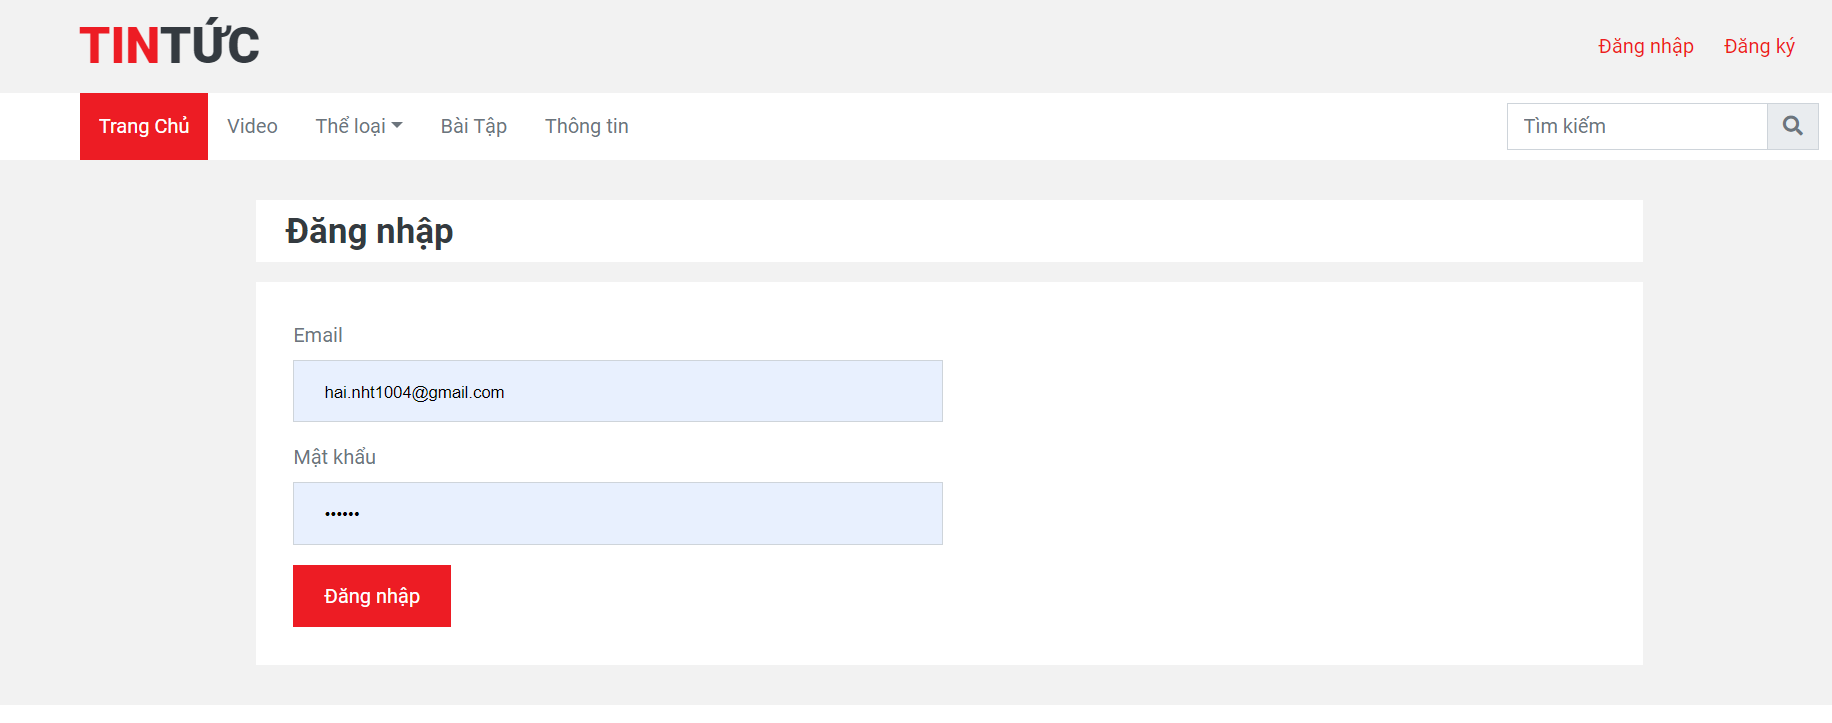 TINTỨC
Đăng nhập Đăng ký
Trang Chủ Video Thể loại Bài Tập Thông tin
Tìm kiếm
Đăng nhập
Email
hai.nht1004@gmail.com
Mật khẩu
••••••
Đăng nhập